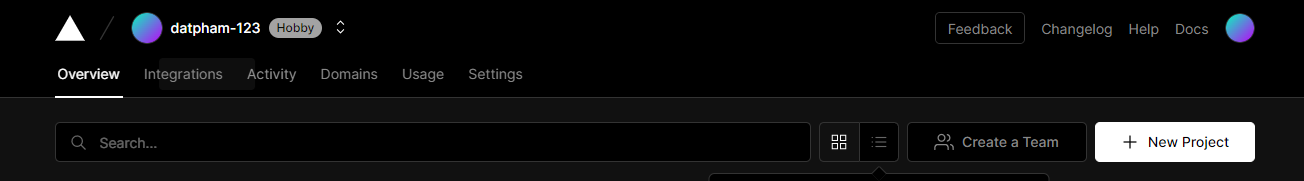 datpham-123 Hobby Feedback Changelog Help Docs
Overview Integrations Activity Domains Usage Settings
Search... Create a Team New Project